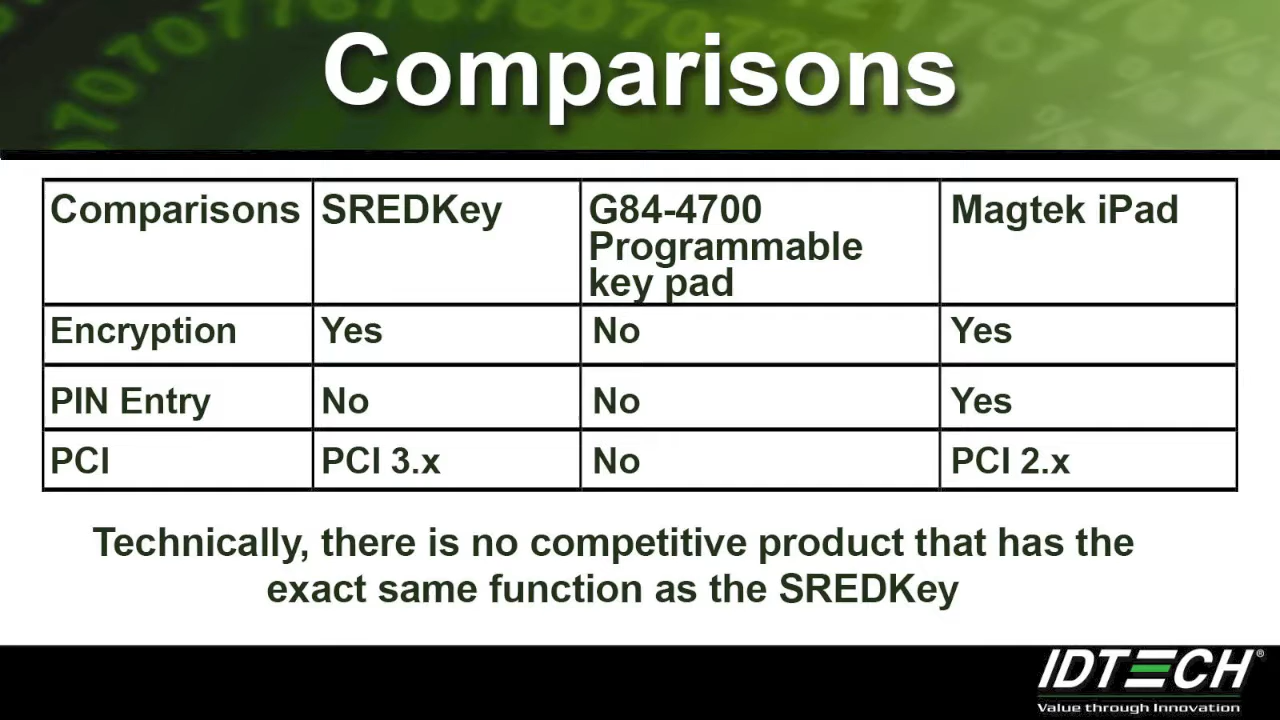 Comparisons
Comparisons SREDKey G84-4700 Programmable key pad Magtek iPad
Encryption Yes No Yes
PIN Entry No No Yes
PCI PCI 3.x No PCI 2.x
Technically, there is no competitive product that has the
exact same function as the SREDKey
IDTECH®
Value through Innovation